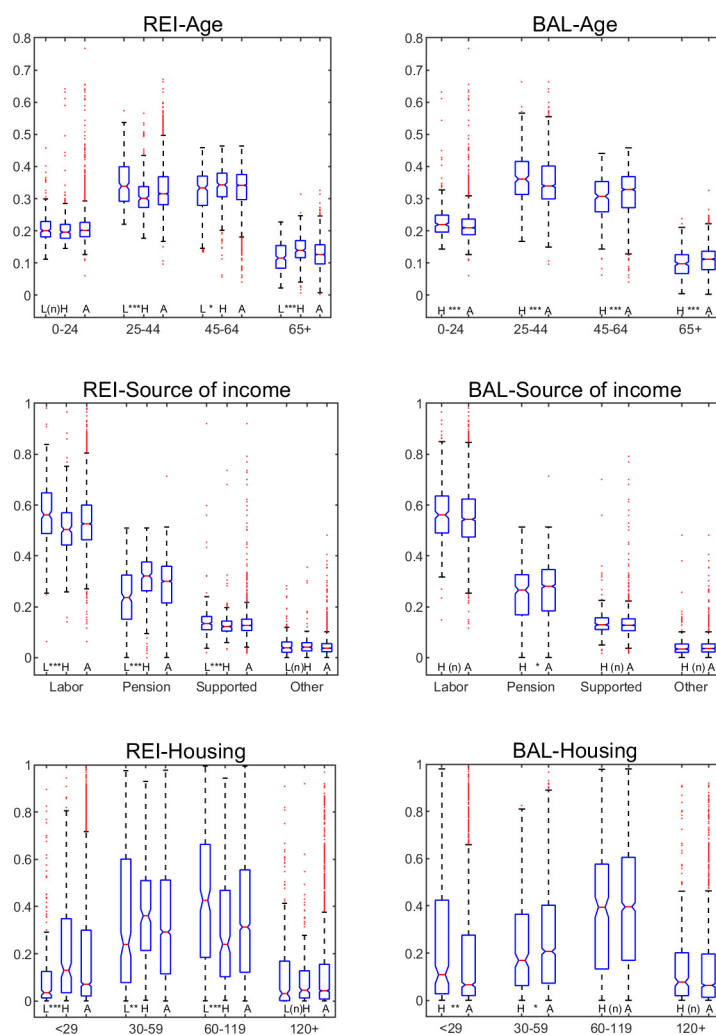 REI-Age
BAL-Age
0.8
0.7
0.6
0.5
0.4
0.3
0.2
0.1
0
L(n)H A L***H A L * H A L***H A
0-24 25-44 45-64 65+
0.8
0.7
0.6
0.5
0.4
0.3
0.2
0.1
0
H *** A H *** A H *** A H *** A
0-24 25-44 45-64 65+
REI-Source of income
BAL-Source of income
1
0.8
0.6
0.4
0.2
0
L***H A L***H A L***H A L(n)H A
Labor Pension Supported Other
1
0.8
0.6
0.4
0.2
0
H (n) A H * A H (n) A H (n) A
Labor Pension Supported Other
REI-Housing
BAL-Housing
1
0.8
0.6
0.4
0.2
0
L***H A L** H A L***H A L(n)H A
<29 30-59 60-119 120+
1
0.8
0.6
0.4
0.2
0
H ** A H * A H (n) A H (n) A
<29 30-59 60-119 120+